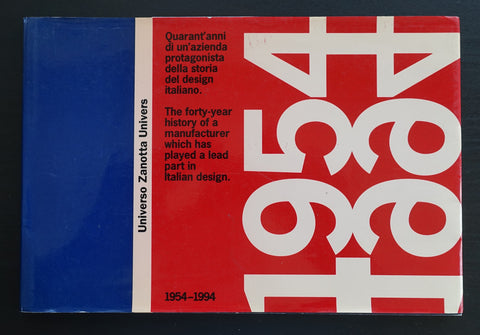 Universo Zanotta Univers
Quarant'anni
di un'azienda
protagonista
della storia
del design
italiano.
The forty-year
history of a
manufacturer
which has
played a lead
part in
Italian design.
1954–1994
1954
1994